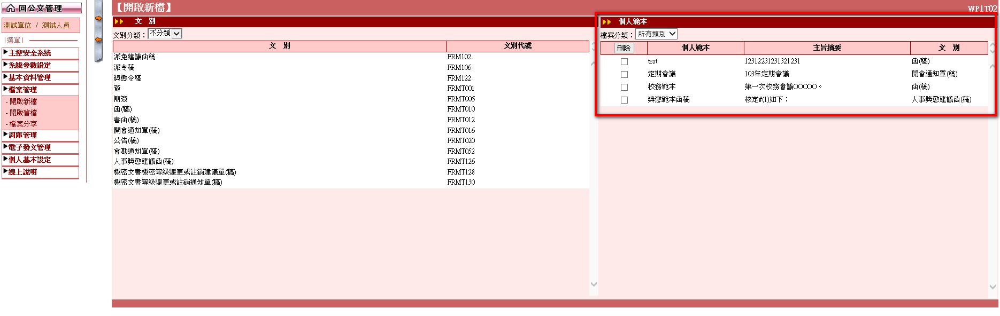 回公文管理
測試單位 / 測試人員
|選單|
主控安全系統
系統參數設定
基本資料管理
檔案管理
- 開啟新檔
- 開啟舊檔
- 檔案分享
詞庫管理
電子發文管理
個人基本設定
線上說明
【開啟新檔】
WP1T02
文 別
文別分類：不分類
文 別 文別代號
派免建議函稿 FRM102
派令稿 FRM106
獎懲令稿 FRM122
簽 FRMT001
簡簽 FRMT006
函(稿) FRMT010
書函(稿) FRMT012
開會通知單(稿) FRMT016
公告(稿) FRMT020
會勘通知單(稿) FRMT052
人事獎懲建議函(稿) FRMT126
機密文書機密等級變更或註銷建議單(稿) FRMT128
機密文書等級變更或註銷通知單(稿) FRMT130
個人範本
檔案分類：所有類別
刪除 個人範本 主旨摘要 文 別
test 12312231231321231 函(稿)
定期會議 103年定期會議 開會通知單(稿)
校務範本 第一次校務會議OOOOO。 函(稿)
獎懲範本函稿 核定#(1)如下： 人事獎懲建議函(稿)